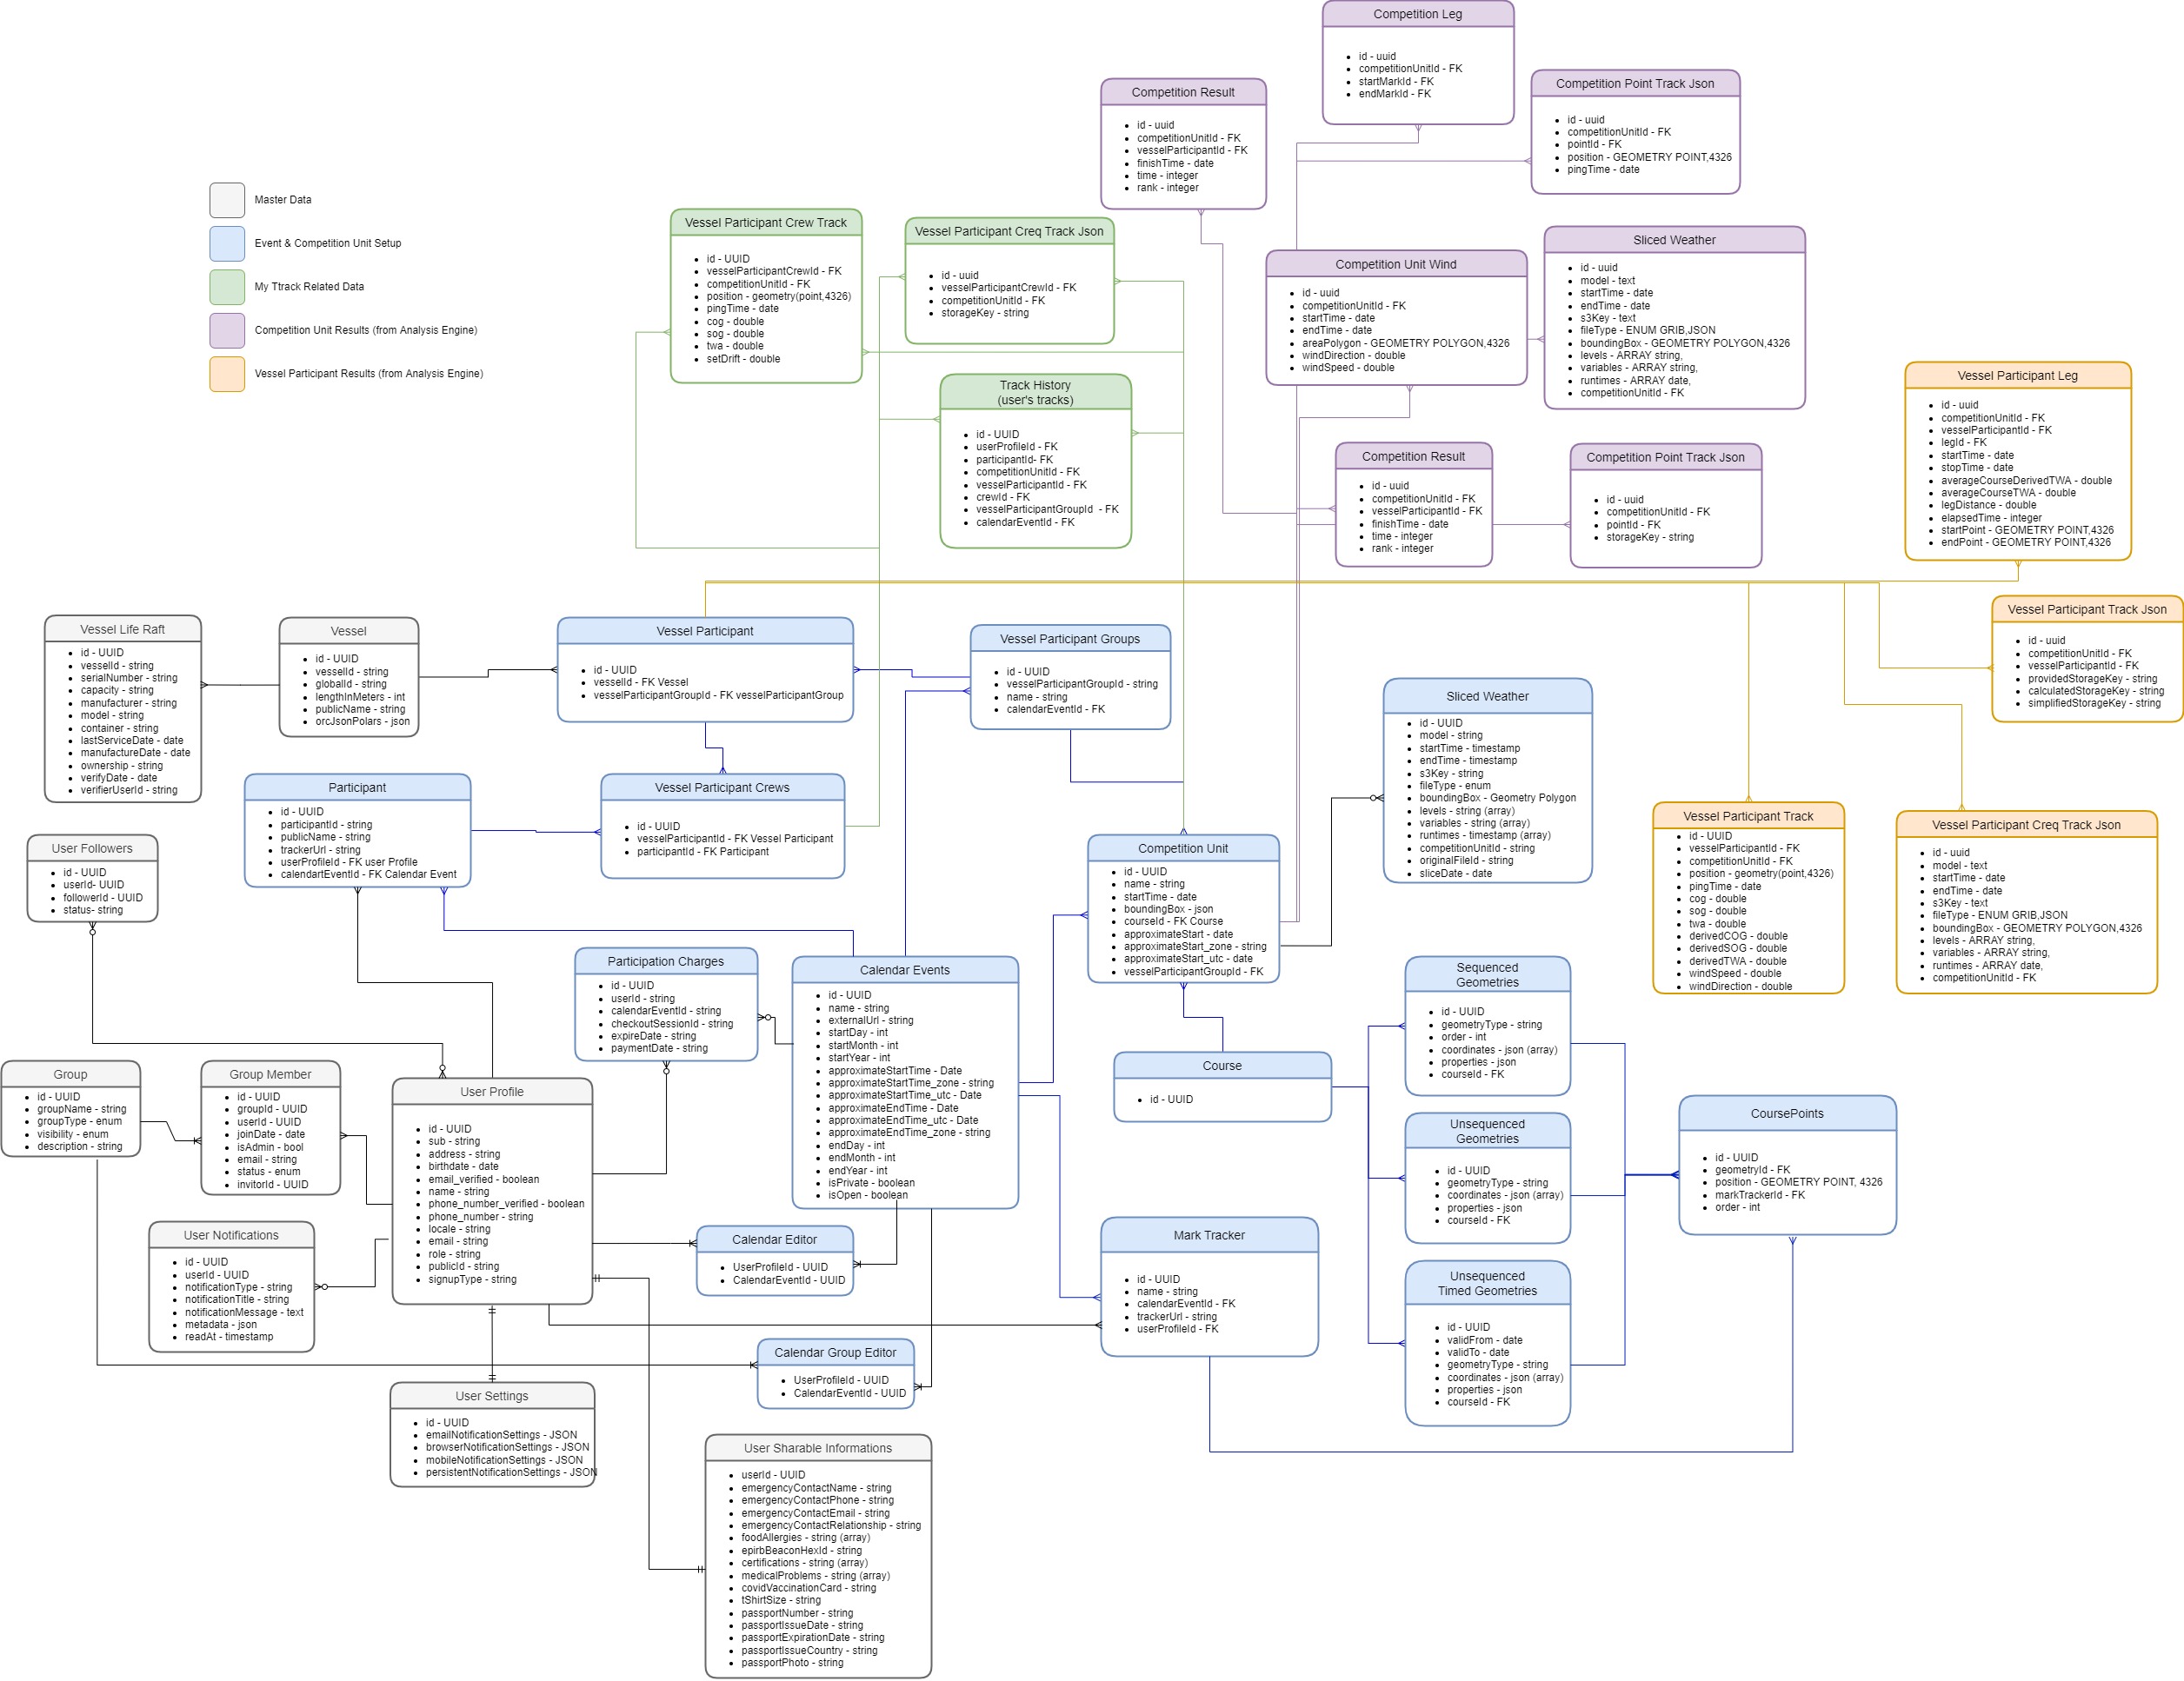 Master Data
Event & Competition Unit Setup
My Ttrack Related Data
Competition Unit Results (from Analysis Engine)
Vessel Participant Results (from Analysis Engine)
Competition Leg
id - uuid
competitionUnitId - FK
startMarkId - FK
endMarkId - FK
Competition Result
id - uuid
competitionUnitId - FK
vesselParticipantId - FK
finishTime - date
time - integer
rank - integer
Competition Point Track Json
id - uuid
competitionUnitId - FK
pointId - FK
position - GEOMETRY POINT,4326
pingTime - date
Vessel Participant Crew Track
id - UUID
vesselParticipantCrewId - FK
competitionUnitId - FK
position - geometry(point,4326)
pingTime - date
cog - double
sog - double
twa - double
setDrift - double
Vessel Participant Creq Track Json
id - uuid
vesselParticipantCrewId - FK
competitionUnitId - FK
storageKey - string
Competition Unit Wind
id - uuid
competitionUnitId - FK
startTime - date
endTime - date
areaPolygon - GEOMETRY POLYGON,4326
windDirection - double
windSpeed - double
Sliced Weather
id - uuid
model - text
startTime - date
endTime - date
s3Key - text
fileType - ENUM GRIB,JSON
boundingBox - GEOMETRY POLYGON,4326
levels - ARRAY string,
variables - ARRAY string,
runtimes - ARRAY date,
competitionUnitId - FK
Track History
(user's tracks)
id - UUID
userProfileId - FK
participantId- FK
competitionUnitId - FK
vesselParticipantId - FK
crewId - FK
vesselParticipantGroupId - FK
calendarEventId - FK
Competition Result
id - uuid
competitionUnitId - FK
vesselParticipantId - FK
finishTime - date
time - integer
rank - integer
Competition Point Track Json
id - uuid
competitionUnitId - FK
pointId - FK
storageKey - string
Vessel Participant Leg
id - uuid
competitionUnitId - FK
vesselParticipantId - FK
legId - FK
startTime - date
stopTime - date
averageCourseDerivedTWA - double
averageCourseTWA - double
legDistance - double
elapsedTime - integer
startPoint - GEOMETRY POINT,4326
endPoint - GEOMETRY POINT,4326
Vessel Life Raft
id - UUID
vesselId - string
serialNumber - string
capacity - string
manufacturer - string
model - string
container - string
lastServiceDate - date
manufactureDate - date
ownership - string
verifyDate - date
verifierUserId - string
Vessel
id - UUID
vesselId - string
globalId - string
lengthInMeters - int
publicName - string
orcJsonPolars - json
Vessel Participant
id - UUID
vesselId - FK Vessel
vesselParticipantGroupId - FK vesselParticipantGroup
Vessel Participant Groups
id - UUID
vesselParticipantGroupId - string
name - string
calendarEventId - FK
Vessel Participant Track Json
id - uuid
competitionUnitId - FK
vesselParticipantId - FK
providedStorageKey - string
calculatedStorageKey - string
simplifiedStorageKey - string
Sliced Weather
id - UUID
model - string
startTime - timestamp
endTime - timestamp
s3Key - string
fileType - enum
boundingBox - Geometry Polygon
levels - string (array)
variables - string (array)
runtimes - timestamp (array)
competitionUnitId - string
originalFileId - string
sliceDate - date
Participant
id - UUID
participantId - string
publicName - string
trackerUrl - string
userProfileId - FK user Profile
calendartEventId - FK Calendar Event
Vessel Participant Crews
id - UUID
vesselParticipantId - FK Vessel Participant
participantId - FK Participant
User Followers
id - UUID
userId- UUID
followerId - UUID
status- string
Competition Unit
id - UUID
name - string
startTime - date
boundingBox - json
courseId - FK Course
approximateStart - date
approximateStart_zone - string
approximateStart_utc - date
vesselParticipantGroupId - FK
Vessel Participant Track
id - UUID
vesselParticipantId - FK
competitionUnitId - FK
position - geometry(point,4326)
pingTime - date
cog - double
sog - double
twa - double
derivedCOG - double
derivedSOG - double
derivedTWA - double
windSpeed - double
windDirection - double
Vessel Participant Creq Track Json
id - uuid
model - text
startTime - date
endTime - date
s3Key - text
fileType - ENUM GRIB,JSON
boundingBox - GEOMETRY POLYGON,4326
levels - ARRAY string,
variables - ARRAY string,
runtimes - ARRAY date,
competitionUnitId - FK
Participation Charges
id - UUID
userId - string
calendarEventId - string
checkoutSessionId - string
expireDate - string
paymentDate - string
Calendar Events
id - UUID
name - string
externalUrl - string
startDay - int
startMonth - int
startYear - int
approximateStartTime - Date
approximateStartTime_zone - string
approximateStartTime_utc - Date
approximateEndTime - Date
approximateEndTime_utc - Date
approximateEndTime_zone - string
endDay - int
endMonth - int
endYear - int
isPrivate - boolean
isOpen - boolean
Sequenced
Geometries
id - UUID
geometryType - string
order - int
coordinates - json (array)
properties - json
courseId - FK
Course
id - UUID
Group
id - UUID
groupName - string
groupType - enum
visibility - enum
description - string
Group Member
id - UUID
groupId - UUID
userId - UUID
joinDate - date
isAdmin - bool
email - string
status - enum
invitorId - UUID
User Profile
id - UUID
sub - string
address - string
birthdate - date
email_verified - boolean
name - string
phone_number_verified - boolean
phone_number - string
locale - string
email - string
role - string
publicId - string
signupType - string
Unsequenced
Geometries
id - UUID
geometryType - string
coordinates - json (array)
properties - json
courseId - FK
CoursePoints
id - UUID
geometryId - FK
position - GEOMETRY POINT, 4326
markTrackerId - FK
order - int
User Notifications
id - UUID
userId - UUID
notificationType - string
notificationTitle - string
notificationMessage - text
metadata - json
readAt - timestamp
Calendar Editor
UserProfileId - UUID
CalendarEventId - UUID
Mark Tracker
id - UUID
name - string
calendarEventId - FK
trackerUrl - string
userProfileId - FK
Unsequenced
Timed Geometries
id - UUID
validFrom - date
validTo - date
geometryType - string
coordinates - json (array)
properties - json
courseId - FK
Calendar Group Editor
UserProfileId - UUID
CalendarEventId - UUID
User Settings
id - UUID
emailNotificationSettings - JSON
browserNotificationSettings - JSON
mobileNotificationSettings - JSON
persistentNotificationSettings - JSON
User Sharable Informations
userId - UUID
emergencyContactName - string
emergencyContactPhone - string
emergencyContactEmail - string
emergencyContactRelationship - string
foodAllergies - string (array)
epirbBeaconHexId - string
certifications - string (array)
medicalProblems - string (array)
covidVaccinationCard - string
tShirtSize - string
passportNumber - string
passportIssueDate - string
passportExpirationDate - string
passportIssueCountry - string
passportPhoto - string